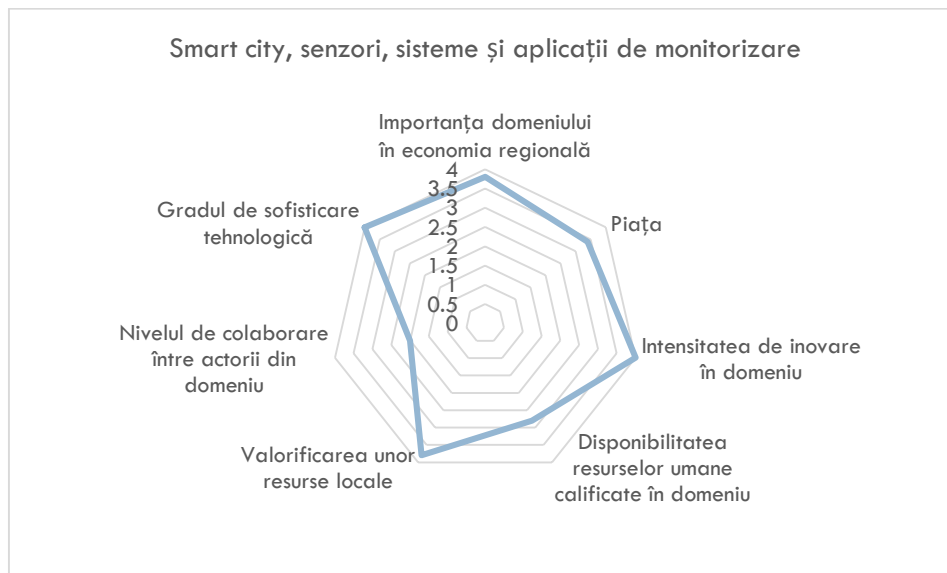 Smart city, senzori, sisteme și aplicații de monitorizare
Importanța domeniului
în economia regională
4
3.5
3
2.5
2
1.5
1
0.5
0
Piața
Intensitatea de inovare
în domeniu
Disponibilitatea
resurselor umane
calificate în domeniu
Valorificarea unor
resurse locale
Nivelul de colaborare
între actorii din
domeniu
Gradul de sofisticare
tehnologică